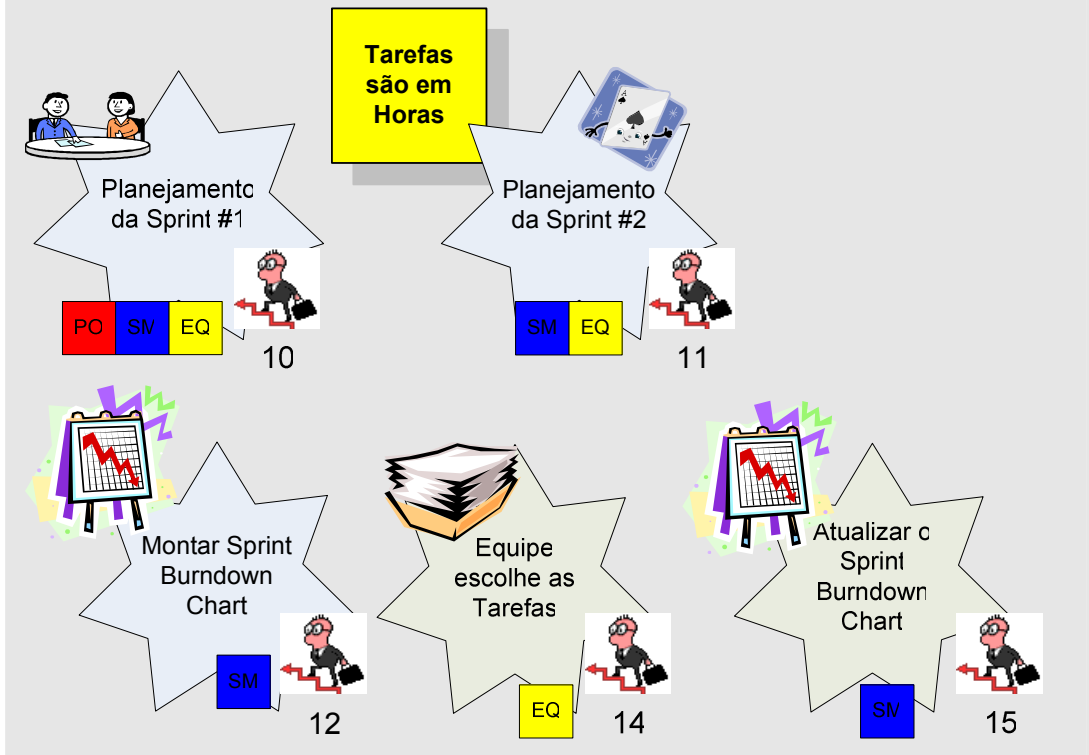 Tarefas
são em
Horas
Planejamento
da Sprint #1
PO SM EQ
10
Planejamento
da Sprint #2
A
SM EQ
11
Montar Sprint
Burndown
Chart
SM
12
Equipe
escolhe as
Tarefas
EQ
14
Atualizar o
Sprint
Burndown
Chart
SM
15